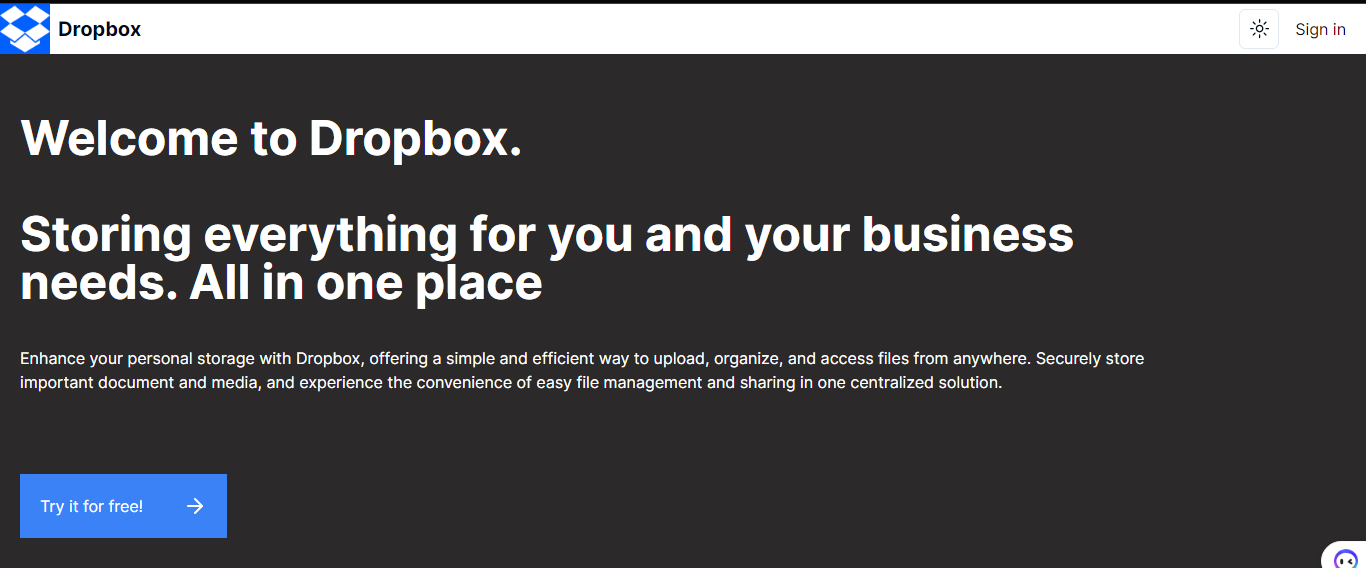 Dropbox
Sign in
Welcome to Dropbox.
Storing everything for you and your business
needs. All in one place
Enhance your personal storage with Dropbox, offering a simple and efficient way to upload, organize, and access files from anywhere. Securely store
important document and media, and experience the convenience of easy file management and sharing in one centralized solution.
Try it for free!